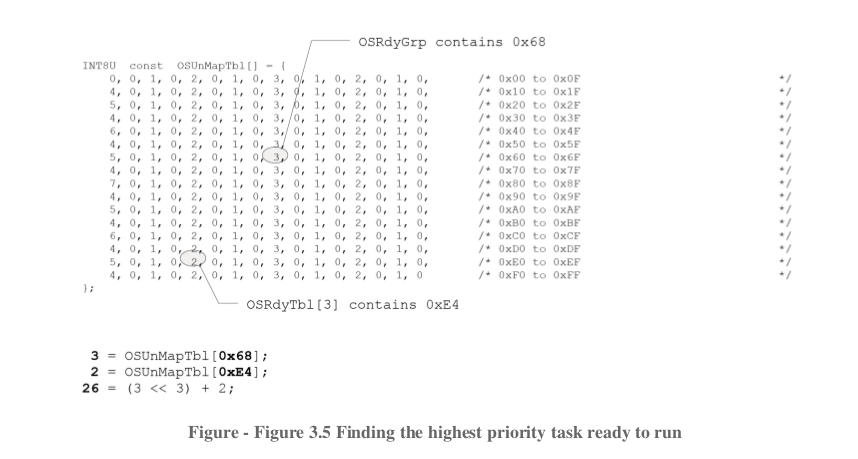 OSRdyGrp contains 0x68
INT8U  const  OSUnMapTbl[] = {
    0, 0, 1, 0, 2, 0, 1, 0, 3, 0, 1, 0, 2, 0, 1, 0,       /* 0x00 to 0x0F                             */
    4, 0, 1, 0, 2, 0, 1, 0, 3, 0, 1, 0, 2, 0, 1, 0,       /* 0x10 to 0x1F                             */
    5, 0, 1, 0, 2, 0, 1, 0, 3, 0, 1, 0, 2, 0, 1, 0,       /* 0x20 to 0x2F                             */
    4, 0, 1, 0, 2, 0, 1, 0, 3, 0, 1, 0, 2, 0, 1, 0,       /* 0x30 to 0x3F                             */
    6, 0, 1, 0, 2, 0, 1, 0, 3, 0, 1, 0, 2, 0, 1, 0,       /* 0x40 to 0x4F                             */
    4, 0, 1, 0, 2, 0, 1, 0, 3, 0, 1, 0, 2, 0, 1, 0,       /* 0x50 to 0x5F                             */
    5, 0, 1, 0, 2, 0, 1, 0, 3, 0, 1, 0, 2, 0, 1, 0,       /* 0x60 to 0x6F                             */
    4, 0, 1, 0, 2, 0, 1, 0, 3, 0, 1, 0, 2, 0, 1, 0,       /* 0x70 to 0x7F                             */
    7, 0, 1, 0, 2, 0, 1, 0, 3, 0, 1, 0, 2, 0, 1, 0,       /* 0x80 to 0x8F                             */
    4, 0, 1, 0, 2, 0, 1, 0, 3, 0, 1, 0, 2, 0, 1, 0,       /* 0x90 to 0x9F                             */
    5, 0, 1, 0, 2, 0, 1, 0, 3, 0, 1, 0, 2, 0, 1, 0,       /* 0xA0 to 0xAF                             */
    4, 0, 1, 0, 2, 0, 1, 0, 3, 0, 1, 0, 2, 0, 1, 0,       /* 0xB0 to 0xBF                             */
    6, 0, 1, 0, 2, 0, 1, 0, 3, 0, 1, 0, 2, 0, 1, 0,       /* 0xC0 to 0xCF                             */
    4, 0, 1, 0, 2, 0, 1, 0, 3, 0, 1, 0, 2, 0, 1, 0,       /* 0xD0 to 0xDF                             */
    5, 0, 1, 0, 2, 0, 1, 0, 3, 0, 1, 0, 2, 0, 1, 0,       /* 0xE0 to 0xEF                             */
    4, 0, 1, 0, 2, 0, 1, 0, 3, 0, 1, 0, 2, 0, 1, 0        /* 0xF0 to 0xFF                             */
};
OSRdyTbl[3] contains 0xE4
3 = OSUnMapTbl[0x68];
2 = OSUnMapTbl[0xE4];
26 = (3 << 3) + 2;
Figure - Figure 3.5 Finding the highest priority task ready to run